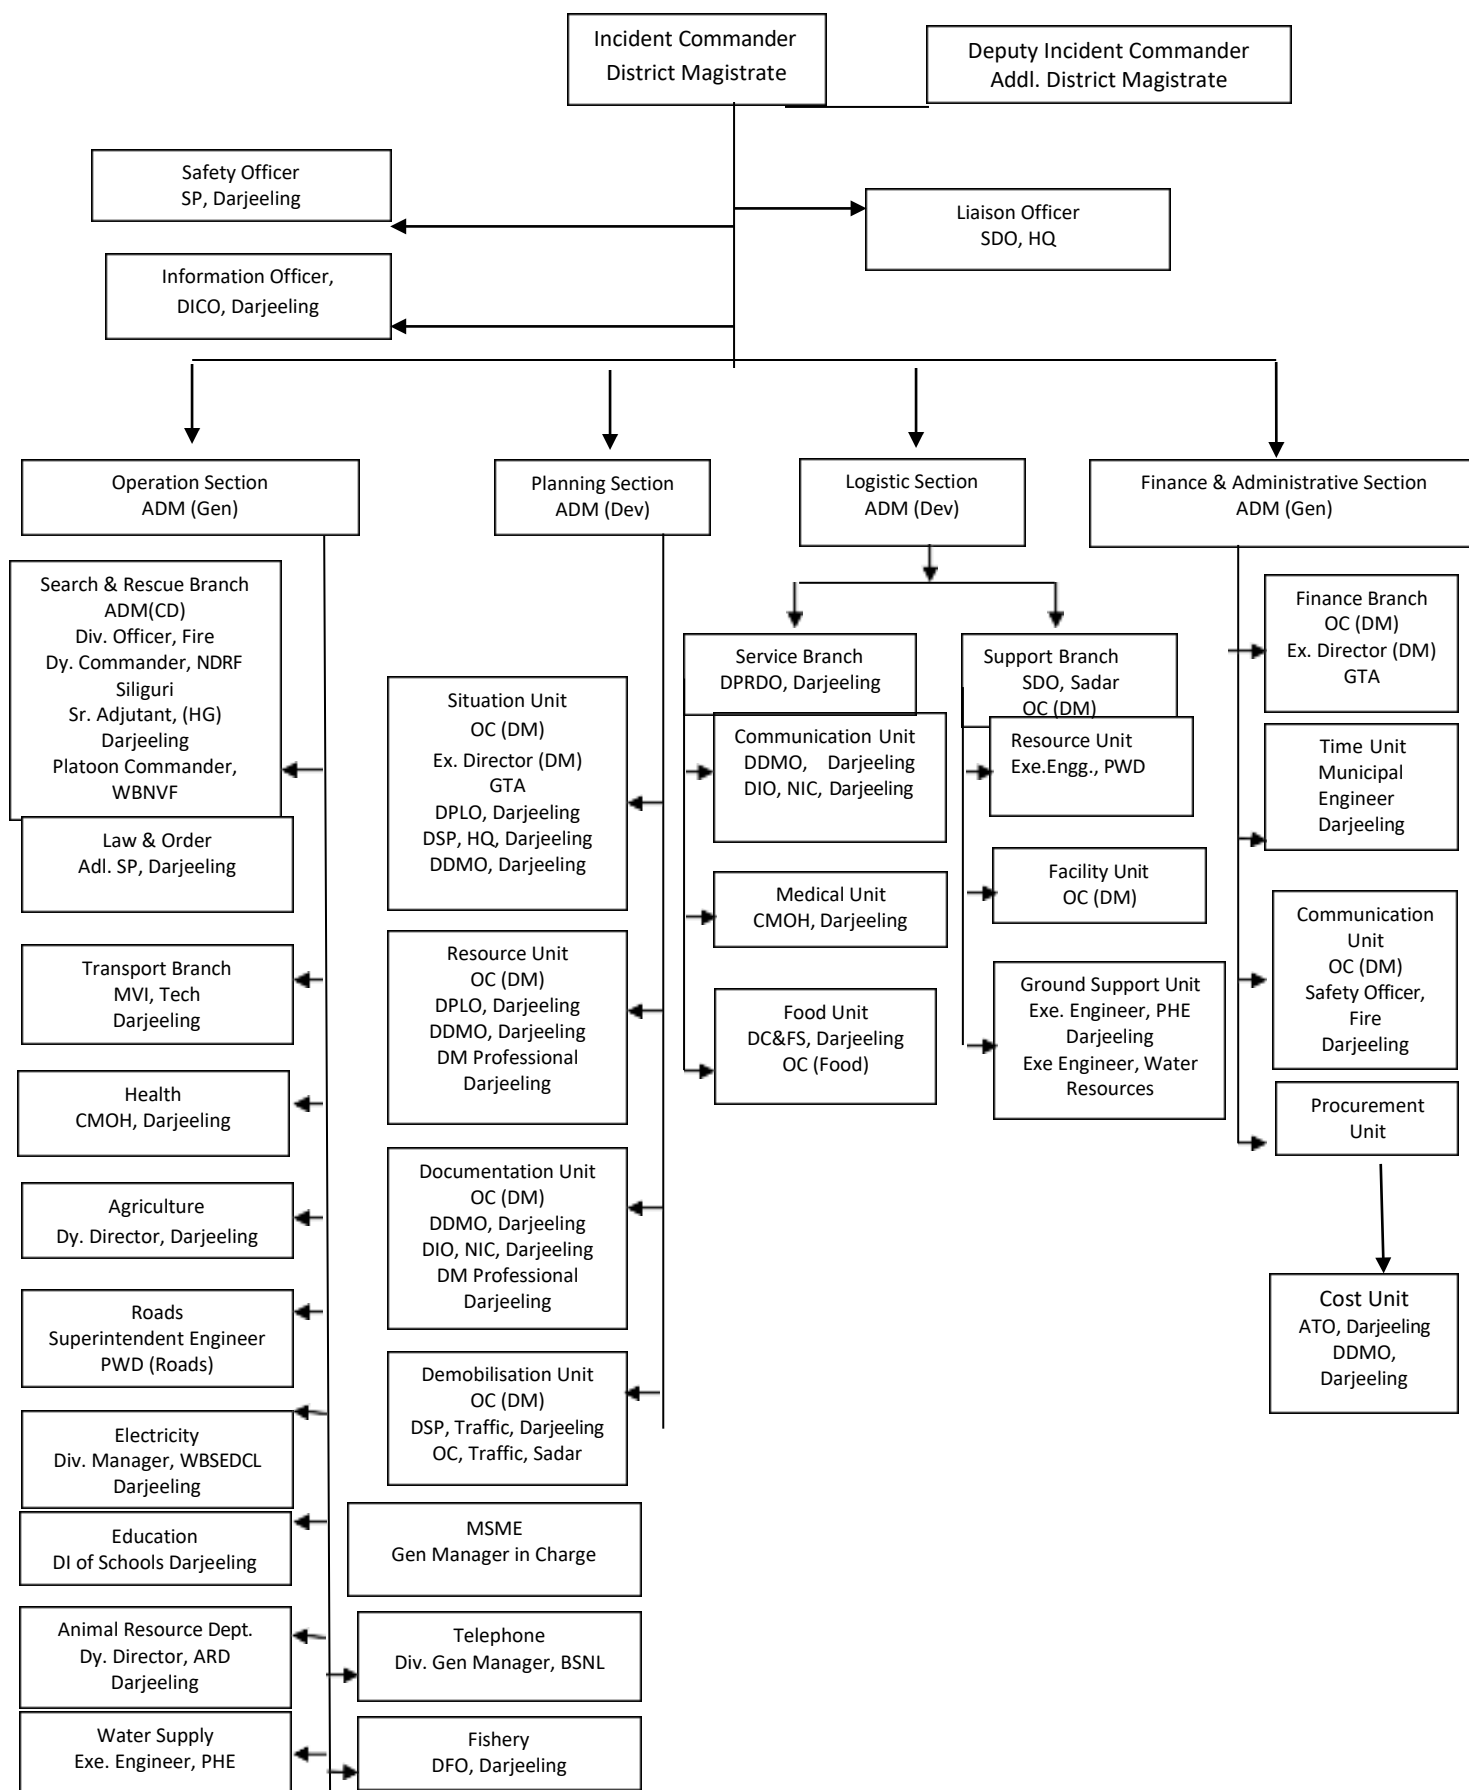 Incident Commander
District Magistrate
Deputy Incident Commander
Addl. District Magistrate
Safety Officer
SP, Darjeeling
Liaison Officer
SDO, HQ
Information Officer,
DICO, Darjeeling
Operation Section
ADM (Gen)
Planning Section
ADM (Dev)
Logistic Section
ADM (Dev)
Finance & Administrative Section
ADM (Gen)
Search & Rescue Branch
ADM(CD)
Div. Officer, Fire
Dy. Commander, NDRF
Siliguri
Sr. Adjutant, (HG)
Darjeeling
Platoon Commander,
WBNVF
Law & Order
Adl. SP, Darjeeling
Transport Branch
MVI, Tech
Darjeeling
Health
CMOH, Darjeeling
Agriculture
Dy. Director, Darjeeling
Roads
Superintendent Engineer
PWD (Roads)
Electricity
Div. Manager, WBSEDCL
Darjeeling
Education
DI of Schools Darjeeling
Animal Resource Dept.
Dy. Director, ARD
Darjeeling
Water Supply
Exe. Engineer, PHE
Situation Unit
OC (DM)
Ex. Director (DM)
GTA
DPLO, Darjeeling
DSP, HQ, Darjeeling
DDMO, Darjeeling
Resource Unit
OC (DM)
DPLO, Darjeeling
DDMO, Darjeeling
DM Professional
Darjeeling
Documentation Unit
OC (DM)
DDMO, Darjeeling
DIO, NIC, Darjeeling
DM Professional
Darjeeling
Demobilisation Unit
OC (DM)
DSP, Traffic, Darjeeling
OC, Traffic, Sadar
MSME
Gen Manager in Charge
Telephone
Div. Gen Manager, BSNL
Fishery
DFO, Darjeeling
Service Branch
DPRDO, Darjeeling
Communication Unit
DDMO, Darjeeling
DIO, NIC, Darjeeling
Medical Unit
CMOH, Darjeeling
Food Unit
DC&FS, Darjeeling
OC (Food)
Support Branch
SDO, Sadar
OC (DM)
Resource Unit
Exe.Engg., PWD
Facility Unit
OC (DM)
Ground Support Unit
Exe. Engineer, PHE
Darjeeling
Exe Engineer, Water
Resources
Finance Branch
OC (DM)
Ex. Director (DM)
GTA
Time Unit
Municipal
Engineer
Darjeeling
Communication
Unit
OC (DM)
Safety Officer,
Fire
Darjeeling
Procurement
Unit
Cost Unit
ATO, Darjeeling
DDMO,
Darjeeling